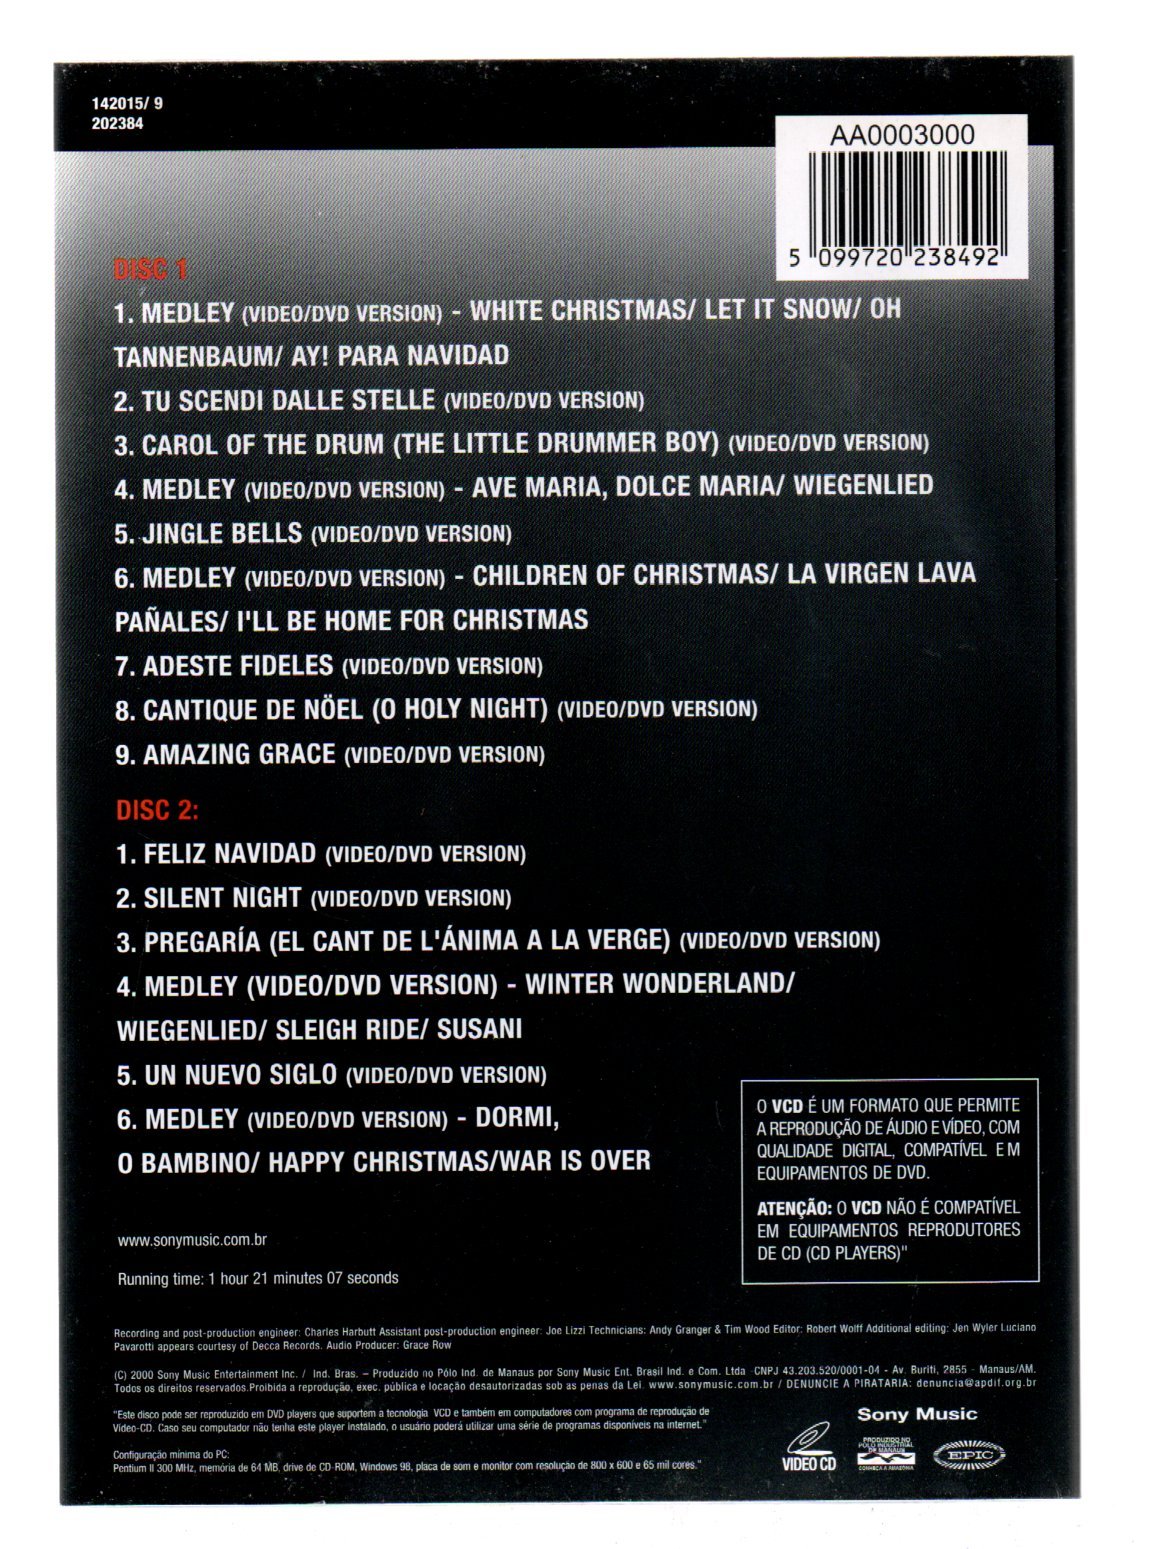 142015/ 9
202384
AA0003000
5 099720 238492
DISC 1
1. MEDLEY (VIDEO/DVD VERSION) - WHITE CHRISTMAS/ LET IT SNOW/ OH
TANNENBAUM/ AY! PARA NAVIDAD
2. TU SCENDI DALLE STELLE (VIDEO/DVD VERSION)
3. CAROL OF THE DRUM (THE LITTLE DRUMMER BOY) (VIDEO/DVD VERSION)
4. MEDLEY (VIDEO/DVD VERSION) - AVE MARIA, DOLCE MARIA/ WIEGENLIED
5. JINGLE BELLS (VIDEO/DVD VERSION)
6. MEDLEY (VIDEO/DVD VERSION) - CHILDREN OF CHRISTMAS/ LA VIRGEN LAVA
PAÑALES/ I'LL BE HOME FOR CHRISTMAS
7. ADESTE FIDELES (VIDEO/DVD VERSION)
8. CANTIQUE DE NÖEL (O HOLY NIGHT) (VIDEO/DVD VERSION)
9. AMAZING GRACE (VIDEO/DVD VERSION)
DISC 2:
1. FELIZ NAVIDAD (VIDEO/DVD VERSION)
2. SILENT NIGHT (VIDEO/DVD VERSION)
3. PREGARÍA (EL CANT DE L'ÁNIMA A LA VERGE) (VIDEO/DVD VERSION)
4. MEDLEY (VIDEO/DVD VERSION) - WINTER WONDERLAND/
WIEGENLIED/ SLEIGH RIDE/ SUSANI
5. UN NUEVO SIGLO (VIDEO/DVD VERSION)
6. MEDLEY (VIDEO/DVD VERSION) - DORMI,
O BAMBINO/ HAPPY CHRISTMAS/WAR IS OVER
O VCD É UM FORMATO QUE PERMITE
A REPRODUÇÃO DE ÁUDIO E VÍDEO, COM
QUALIDADE DIGITAL, COMPATÍVEL EM
EQUIPAMENTOS DE DVD.
ATENÇÃO: O VCD NÃO É COMPATÍVEL
EM EQUIPAMENTOS REPRODUTORES
DE CD (CD PLAYERS)"
www.sonymusic.com.br
Running time: 1 hour 21 minutes 07 seconds
Recording and post-production engineer: Charles Harbutt Assistant post-production engineer: Joe Lizzi Technicians: Andy Granger & Tim Wood Editor: Robert Wolff Additional editing: Jen Wyler Luciano
Pavarotti appears courtesy of Decca Records. Audio Producer: Grace Row
(C) 2000 Sony Music Entertainment Inc. / Ind. Bras. – Produzido no Pólo Ind. de Manaus por Sony Music Ent. Brasil Ind. e Com. Ltda -CNPJ 43.203.520/0001-04 - Av. Buriti, 2855 - Manaus/AM.
Todos os direitos reservados.Proibida a reprodução, exec. pública e locação desautorizadas sob as penas da Lei. www.sonymusic.com.br / DENUNCIE A PIRATARIA: denuncia@apdif.org.br
"Este disco pode ser reproduzido em DVD players que suportem a tecnologia VCD e também em computadores com programa de reprodução de
Vídeo-CD. Caso seu computador não tenha este player instalado, o usuário poderá utilizar uma série de programas disponíveis na internet."
Configuração mínima do PC:
Pentium II 300 MHz, memória de 64 MB, drive de CD-ROM, Windows 98, placa de som e monitor com resolução de 800 x 600 e 65 mil cores."
Sony Music
VIDEO CD
PRODUZIDO NO
PÓLO INDUSTRIAL
DE MANAUS
CONHEÇA A AMAZÔNIA
EPIC